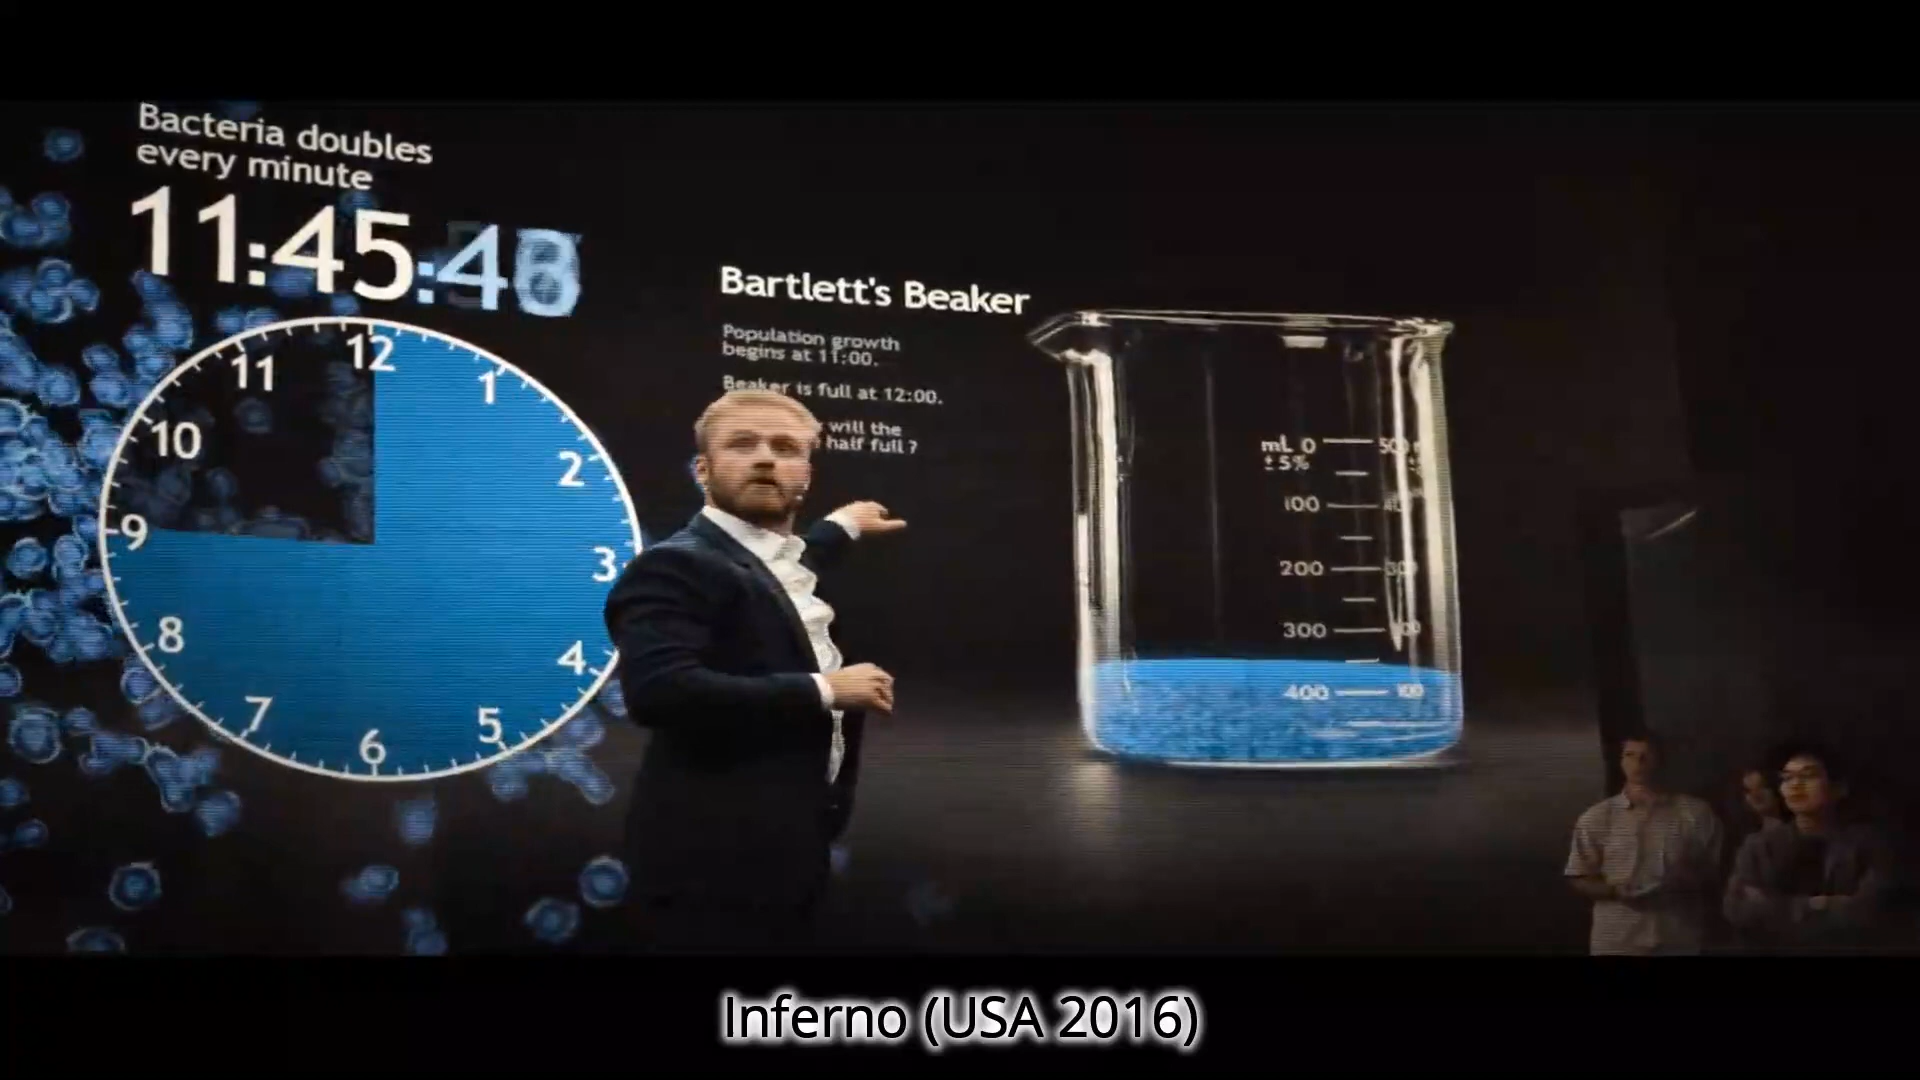 Bacteria doubles
every minute
11:45:48
12
1
2
3
4
5
6
7
8
9
10
11
Bartlett's Beaker
Population growth
begins at 11:00.
Beaker is full at 12:00.
will the
half full ?
mL 0
±5%
100
200
300
400 100
Inferno (USA 2016)